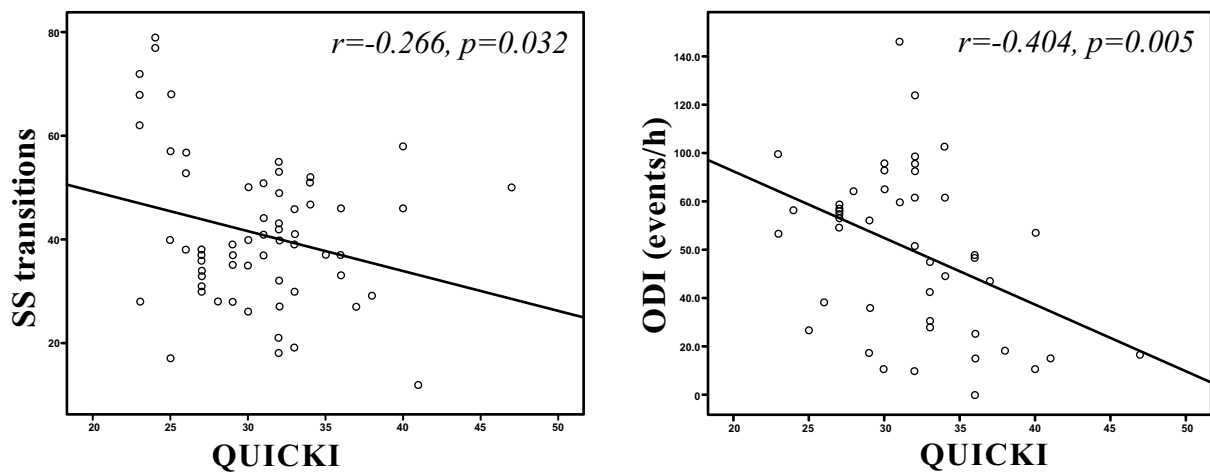 80
60
40
20
SS transitions
r=-0.266, p=0.032
20 25 30 35 40 45 50
QUICKI
140.0
120.0
100.0
60.0
50.0
40.0
20.0
0
ODI (events/h)
r=-0.404, p=0.005
20 25 30 35 40 45 50
QUICKI